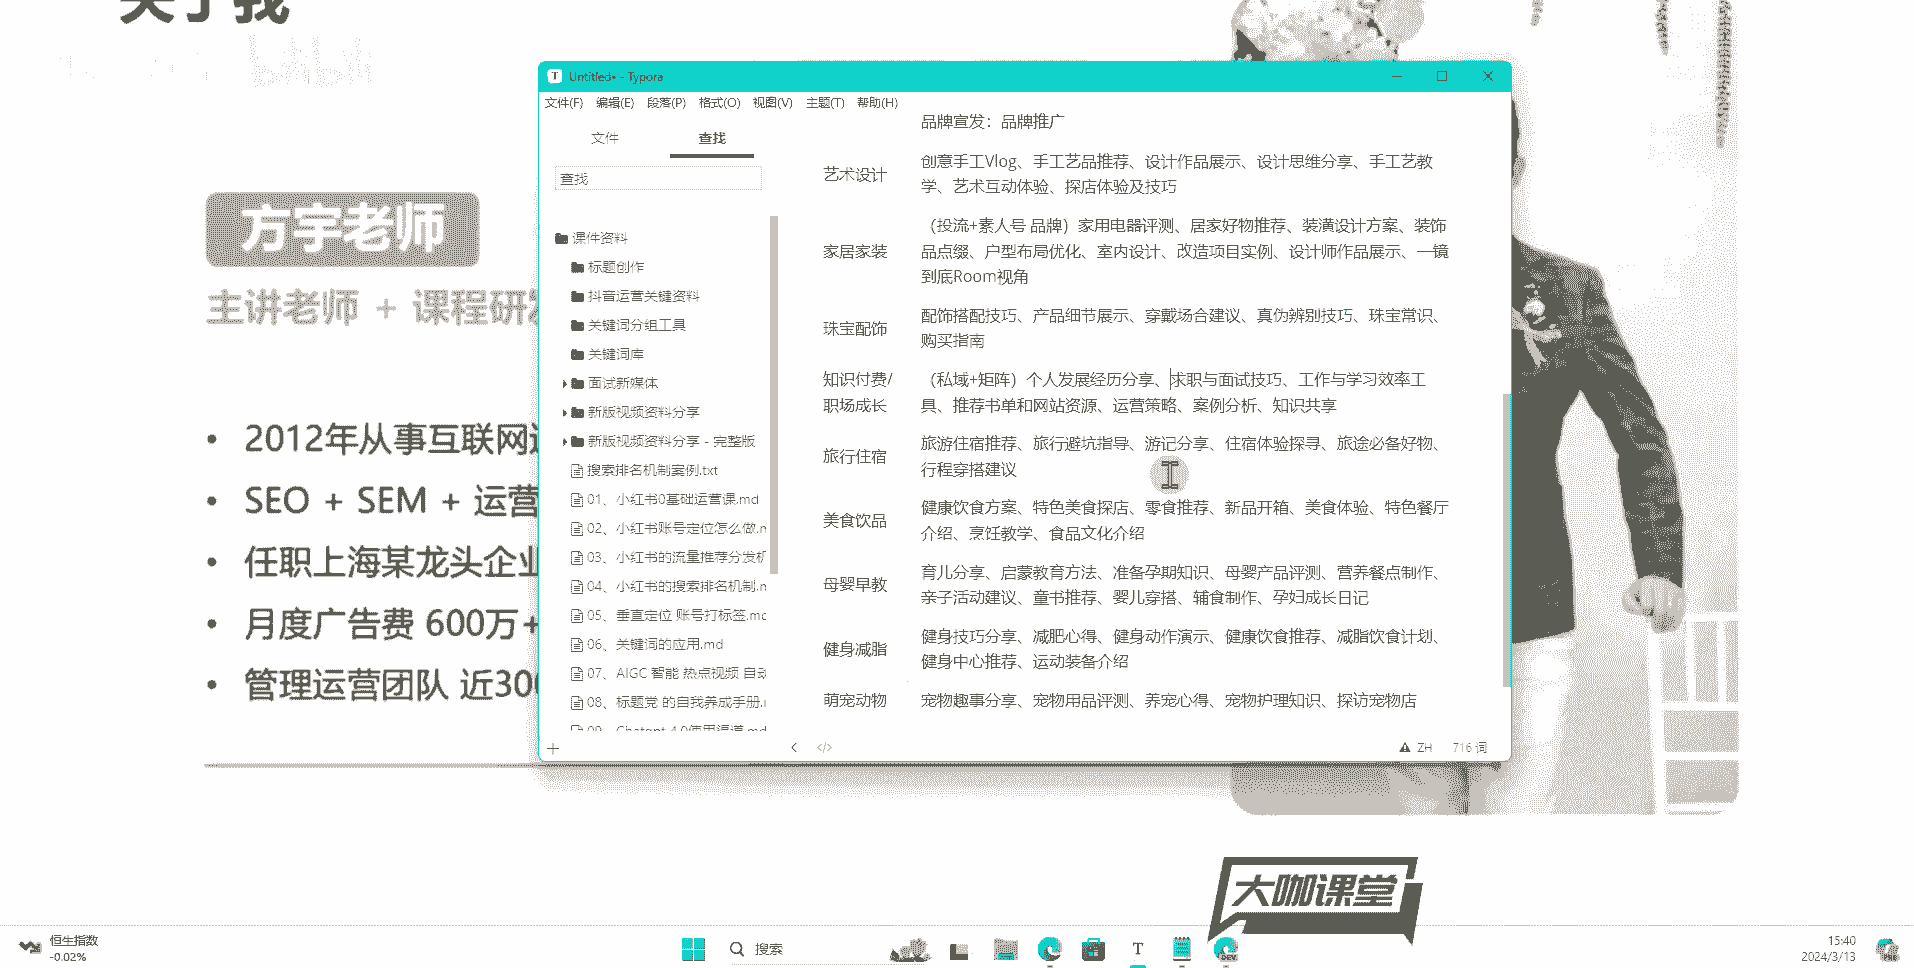 关于我
bilibili
方宇老师
主讲老师 + 课程研发
2012年从事互联网
SEO + SEM + 运营
任职上海某龙头企业
月度广告费 600万+
管理运营团队 近300
Untitled• - Typora
文件(F) 编辑(E) 段落(P) 格式(O) 视图(V) 主题(T) 帮助(H)
文件 查找
查找
课件资料
标题创作
抖音运营关键资料
关键词分组工具
关键词库
面试新媒体
新版视频资料分享
新版视频资料分享 - 完整版
搜索排名机制案例.txt
01、小红书0基础运营课.md
02、小红书账号定位怎么做.m
03、小红书的流量推荐分发机
04、小红书的搜索排名机制.m
05、垂直定位 账号打标签.md
06、关键词的应用.md
07、AIGC 智能 热点视频 自动
08、标题党 的自我养成手册.
09、Chatgpt 4.0使用渠道.md
品牌宣发：品牌推广
艺术设计
创意手工Vlog、手工艺品推荐、设计作品展示、设计思维分享、手工艺教
学、艺术互动体验、探店体验及技巧
家居家装
（投流+素人号 品牌）家用电器评测、居家好物推荐、装潢设计方案、装饰
品点缀、户型布局优化、室内设计、改造项目实例、设计师作品展示、一镜
到底Room视角
珠宝配饰
配饰搭配技巧、产品细节展示、穿戴场合建议、真伪辨别技巧、珠宝常识、
购买指南
知识付费/
职场成长
（私域+矩阵）个人发展经历分享、求职与面试技巧、工作与学习效率工
具、推荐书单和网站资源、运营策略、案例分析、知识共享
旅行住宿
旅游住宿推荐、旅行避坑指导、游记分享、住宿体验探寻、旅途必备好物、
行程穿搭建议
美食饮品
健康饮食方案、特色美食探店、零食推荐、新品开箱、美食体验、特色餐厅
介绍、烹饪教学、食品文化介绍
母婴早教
育儿分享、启蒙教育方法、准备孕期知识、母婴产品评测、营养餐点制作、
亲子活动建议、童书推荐、婴儿穿搭、辅食制作、孕妇成长日记
健身减脂
健身技巧分享、减肥心得、健身动作演示、健康饮食推荐、减脂饮食计划、
健身中心推荐、运动装备介绍
萌宠动物
宠物趣事分享、宠物用品评测、养宠心得、宠物护理知识、探访宠物店
ZH 716 词
大咖课堂
恒生指数
-0.02%
搜索
DEV
15:40
2024/3/13
PRE